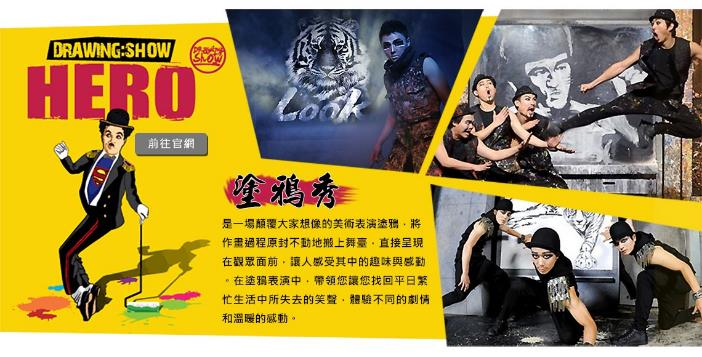 DRAWING:SHOW
DRAWING
SHOW
HERO
前往官網
Look
塗鴉秀
是一場顛覆大家想像的美術表演塗鴉，將
作畫過程原封不動地搬上舞臺，直接呈現
在觀眾面前，讓人感受其中的趣味與感動
。在塗鴉表演中，帶領您讓您找回平日繁
忙生活中所失去的笑聲，體驗不同的劇情
和溫暖的感動。